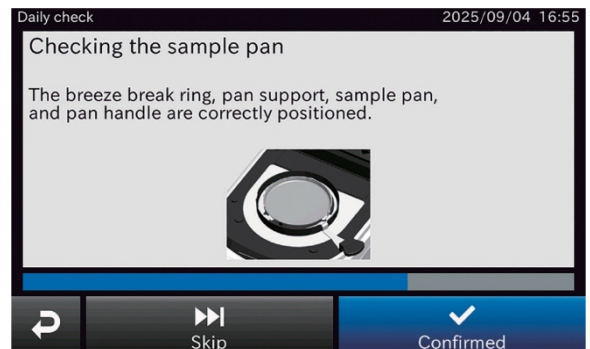 Daily check
2025/09/04 16:55
Checking the sample pan
The breeze break ring, pan support, sample pan,
and pan handle are correctly positioned.
Skip
Confirmed